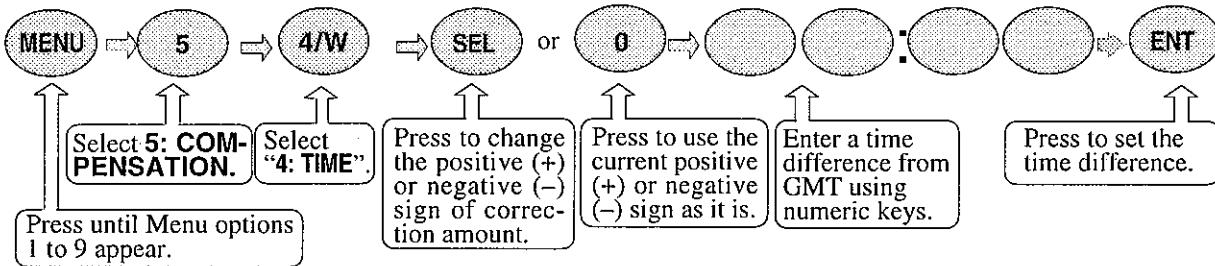 MENU 5 4/W SEL or 0 : ENT
Select 5: COM-
PENSATION.
Select
"4: TIME".
Press to change
the positive (+)
or negative (−)
sign of correc-
tion amount.
Press to use the
current positive
(+) or negative
(−) sign as it is.
Enter a time
difference from
GMT using
numeric keys.
Press to set the
time difference.
Press until Menu options
1 to 9 appear.